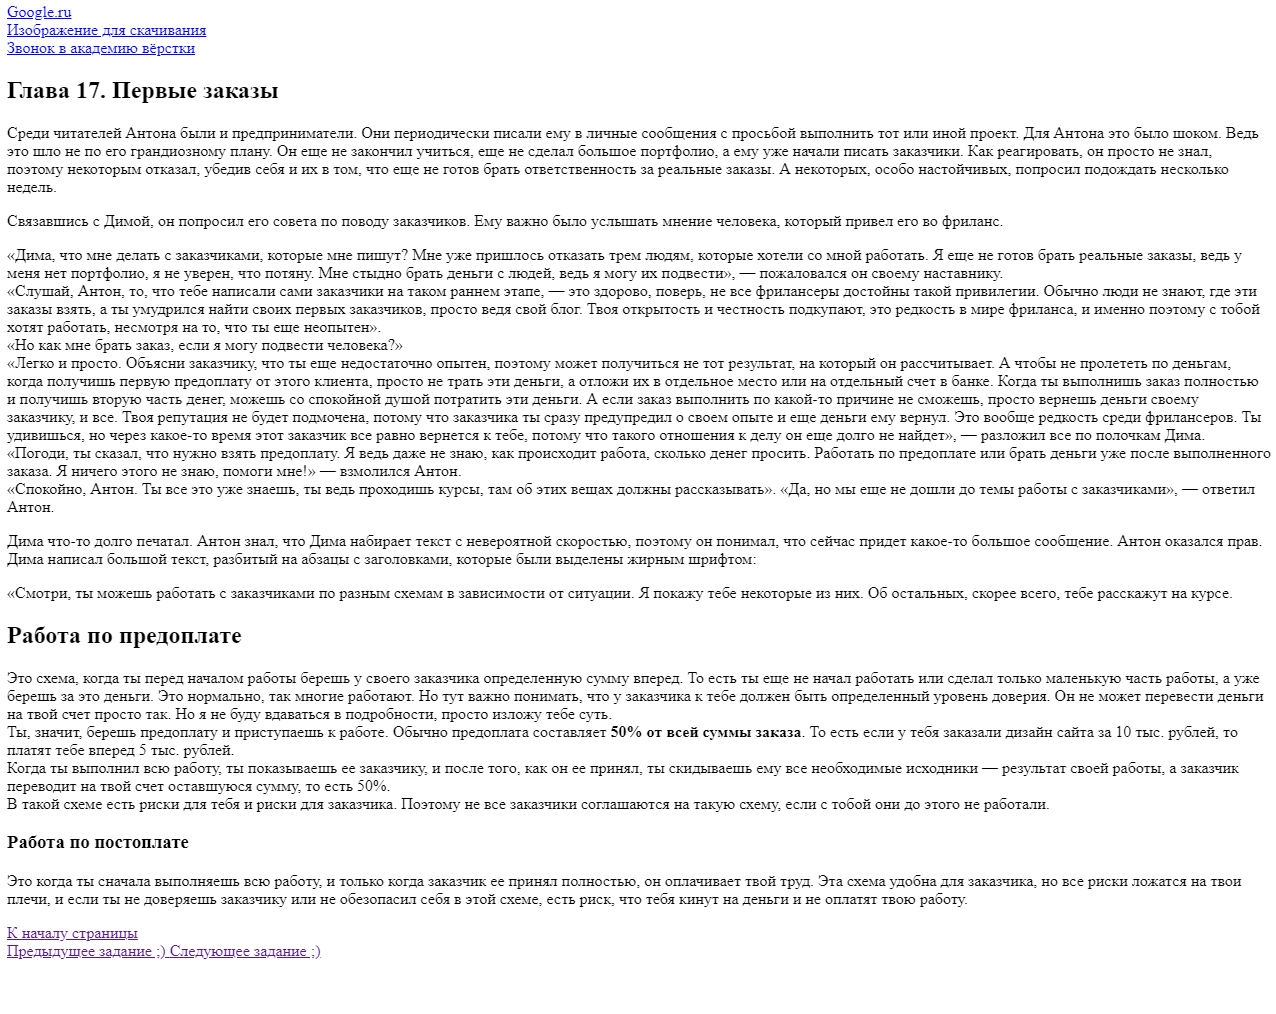 Google.ru
Изображение для скачивания
Звонок в академию вёрстки
Глава 17. Первые заказы
Среди читателей Антона были и предприниматели. Они периодически писали ему в личные сообщения с просьбой выполнить тот или иной проект. Для Антона это было шоком. Ведь
это шло не по его грандиозному плану. Он еще не закончил учиться, еще не сделал большое портфолио, а ему уже начали писать заказчики. Как реагировать, он просто не знал,
поэтому некоторым отказал, убедив себя и их в том, что еще не готов брать ответственность за реальные заказы. А некоторых, особо настойчивых, попросил подождать несколько
недель.
Связавшись с Димой, он попросил его совета по поводу заказчиков. Ему важно было услышать мнение человека, который привел его во фриланс.
«Дима, что мне делать с заказчиками, которые мне пишут? Мне уже пришлось отказать трем людям, которые хотели со мной работать. Я еще не готов брать реальные заказы, ведь у
меня нет портфолио, я не уверен, что потяну. Мне стыдно брать деньги с людей, ведь я могу их подвести», — пожаловался он своему наставнику.
«Слушай, Антон, то, что тебе написали сами заказчики на таком раннем этапе, — это здорово, поверь, не все фрилансеры достойны такой привилегии. Обычно люди не знают, где эти
заказы взять, а ты умудрился найти своих первых заказчиков, просто ведя свой блог. Твоя открытость и честность подкупают, это редкость в мире фриланса, и именно поэтому с тобой
хотят работать, несмотря на то, что ты еще неопытен».
«Но как мне брать заказ, если я могу подвести человека?»
«Легко и просто. Объясни заказчику, что ты еще недостаточно опытен, поэтому может получиться не тот результат, на который он рассчитывает. А чтобы не пролететь по деньгам,
когда получишь первую предоплату от этого клиента, просто не трать эти деньги, а отложи их в отдельное место или на отдельный счет в банке. Когда ты выполнишь заказ полностью
и получишь вторую часть денег, можешь со спокойной душой потратить эти деньги. А если заказ выполнить по какой-то причине не сможешь, просто вернешь деньги своему
заказчику, и все. Твоя репутация не будет подмочена, потому что заказчика ты сразу предупредил о своем опыте и еще деньги ему вернул. Это вообще редкость среди фрилансеров. Ты
удивишься, но через какое-то время этот заказчик все равно вернется к тебе, потому что такого отношения к делу он еще долго не найдет», — разложил все по полочкам Дима.
«Погоди, ты сказал, что нужно взять предоплату. Я ведь даже не знаю, как происходит работа, сколько денег просить. Работать по предоплате или брать деньги уже после выполненного
заказа. Я ничего этого не знаю, помоги мне!» — взмолился Антон.
«Спокойно, Антон. Ты все это уже знаешь, ты ведь проходишь курсы, там об этих вещах должны рассказывать». «Да, но мы еще не дошли до темы работы с заказчиками», — ответил
Антон.
Дима что-то долго печатал. Антон знал, что Дима набирает текст с невероятной скоростью, поэтому он понимал, что сейчас придет какое-то большое сообщение. Антон оказался прав.
Дима написал большой текст, разбитый на абзацы с заголовками, которые были выделены жирным шрифтом:
«Смотри, ты можешь работать с заказчиками по разным схемам в зависимости от ситуации. Я покажу тебе некоторые из них. Об остальных, скорее всего, тебе расскажут на курсе.
Работа по предоплате
Это схема, когда ты перед началом работы берешь у своего заказчика определенную сумму вперед. То есть ты еще не начал работать или сделал только маленькую часть работы, а уже
берешь за это деньги. Это нормально, так многие работают. Но тут важно понимать, что у заказчика к тебе должен быть определенный уровень доверия. Он не может перевести деньги
на твой счет просто так. Но я не буду вдаваться в подробности, просто изложу тебе суть.
Ты, значит, берешь предоплату и приступаешь к работе. Обычно предоплата составляет 50% от всей суммы заказа. То есть если у тебя заказали дизайн сайта за 10 тыс. рублей, то
платят тебе вперед 5 тыс. рублей.
Когда ты выполнил всю работу, ты показываешь ее заказчику, и после того, как он ее принял, ты скидываешь ему все необходимые исходники — результат своей работы, а заказчик
переводит на твой счет оставшуюся сумму, то есть 50%.
В такой схеме есть риски для тебя и риски для заказчика. Поэтому не все заказчики соглашаются на такую схему, если с тобой они до этого не работали.
Работа по постоплате
Это когда ты сначала выполняешь всю работу, и только когда заказчик ее принял полностью, он оплачивает твой труд. Эта схема удобна для заказчика, но все риски ложатся на твои
плечи, и если ты не доверяешь заказчику или не обезопасил себя в этой схеме, есть риск, что тебя кинут на деньги и не оплатят твою работу.
К началу страницы
Предыдущее задание ;) Следующее задание ;)